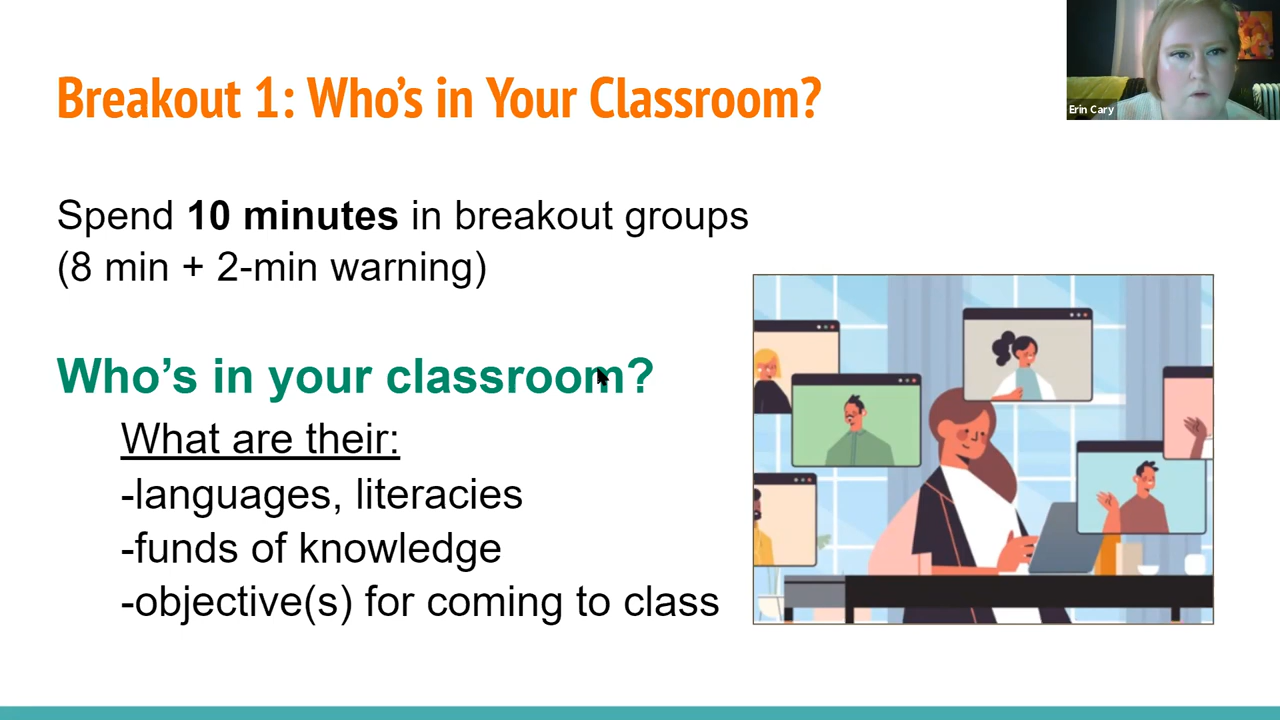 Breakout 1: Who's in Your Classroom?
Erin Cary
Spend 10 minutes in breakout groups
(8 min + 2-min warning)
Who's in your classroom?
What are their:
-languages, literacies
-funds of knowledge
-objective(s) for coming to class